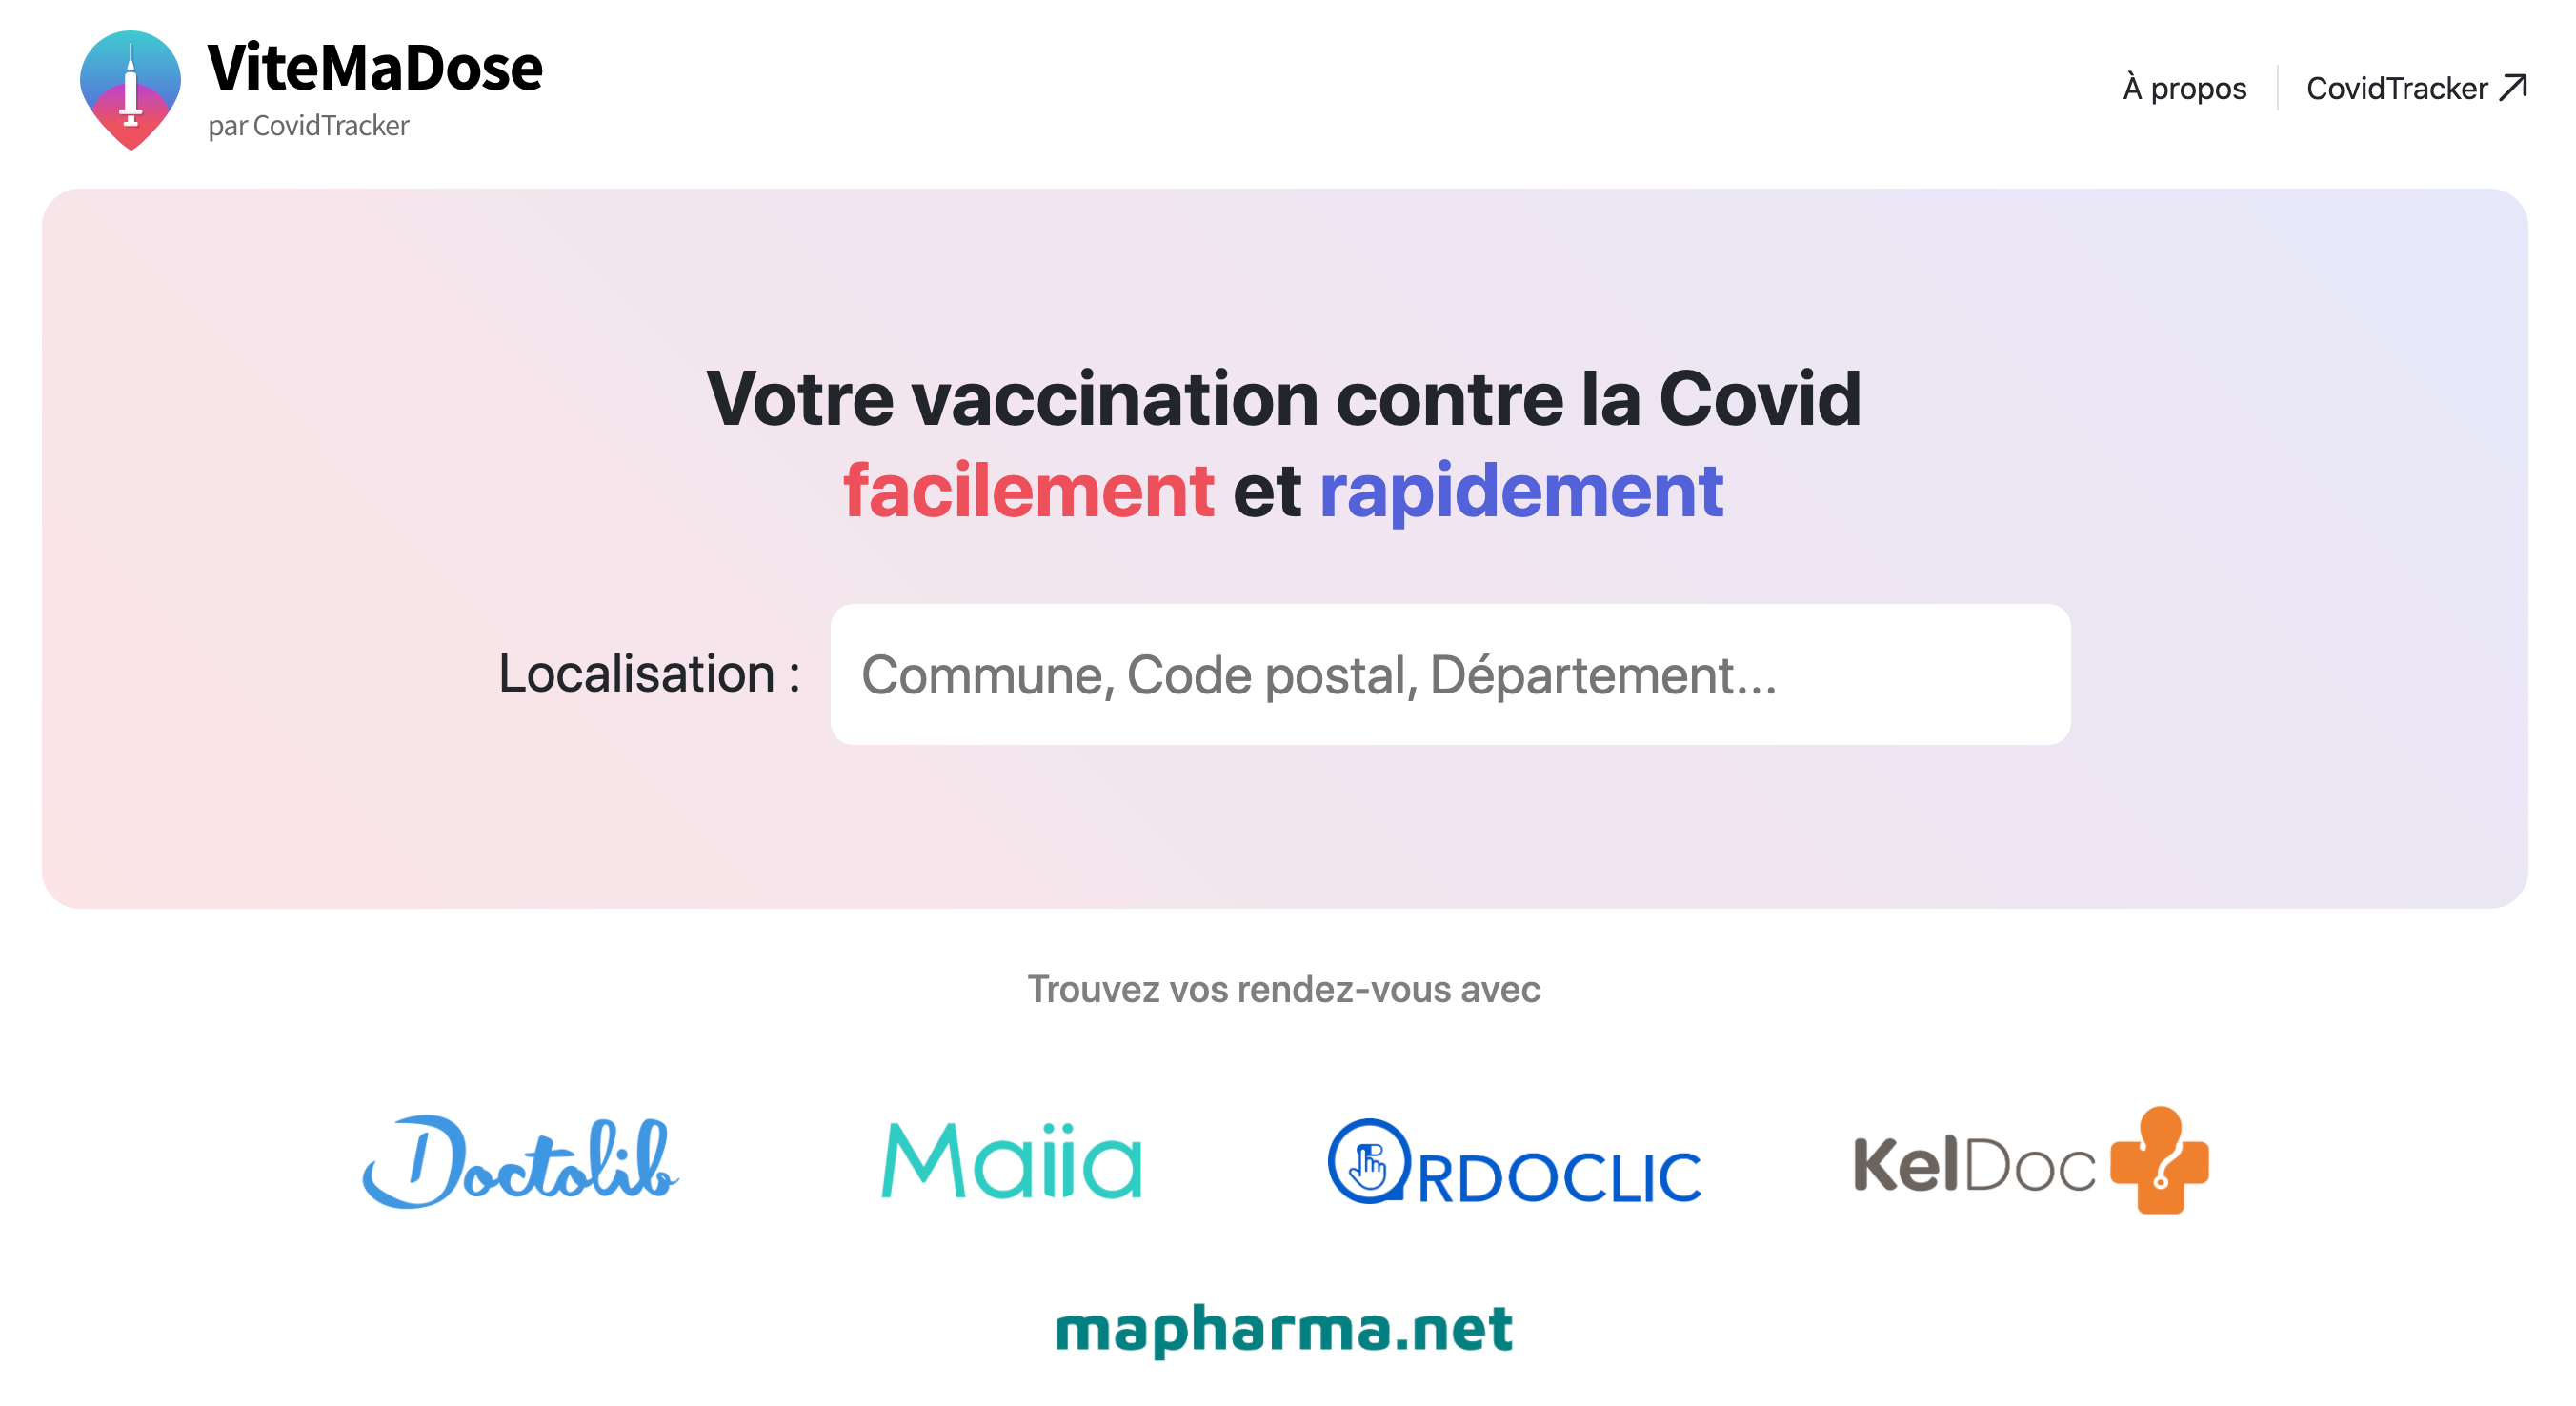 ViteMaDose
par CovidTracker
À propos
CovidTracker
Votre vaccination contre la Covid
facilement et rapidement
Localisation :
Commune, Code postal, Département...
Trouvez vos rendez-vous avec
Doctolib
Maiia
ORDOCLIC
KelDoc
mapharma.net